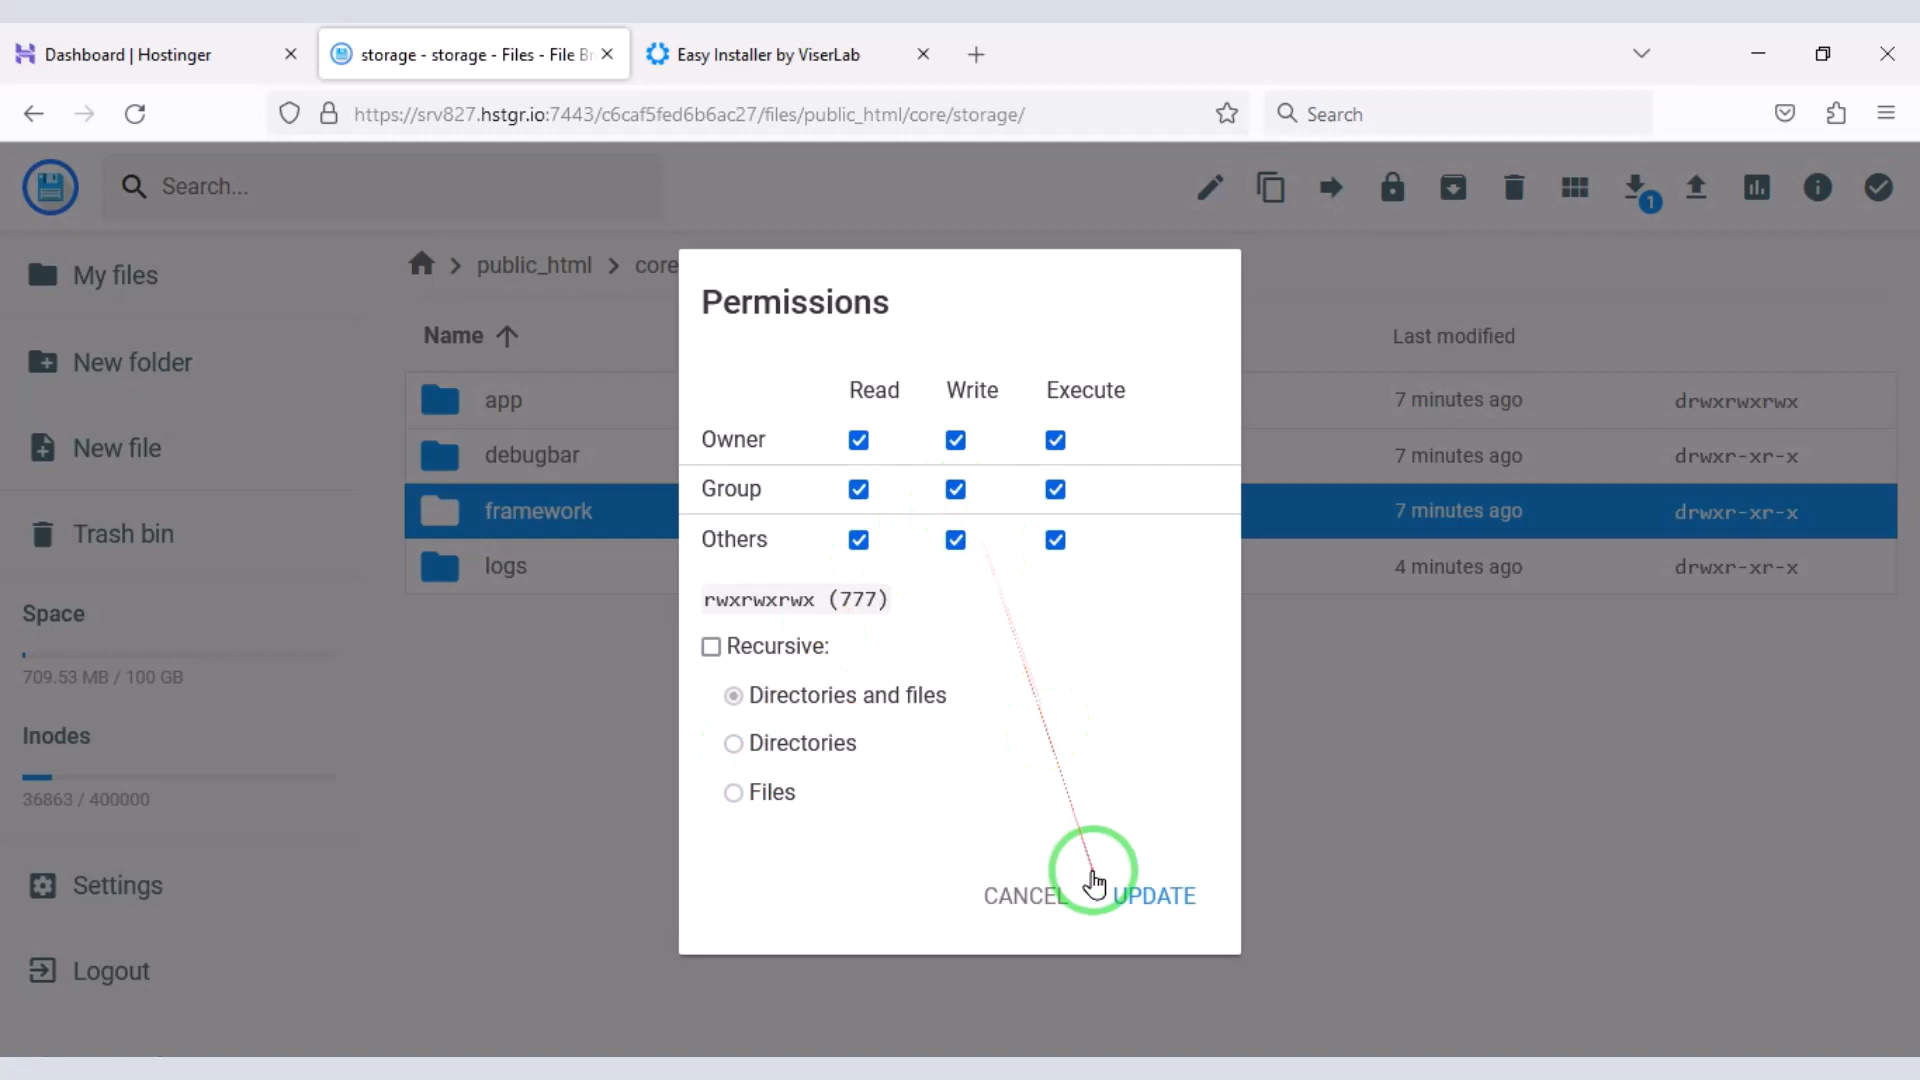 Dashboard | Hostinger
storage - storage - Files - File Br
Easy Installer by ViserLab
https://srv827.hstgr.io:7443/c6caf5fed6b6ac27/files/public_html/core/storage/
Search
Search...
1
My files
New folder
New file
Trash bin
Space
709.53 MB / 100 GB
Inodes
36863 / 400000
Settings
Logout
public_html
core
Name
Last modified
app
7 minutes ago
drwxrwxrwx
debugbar
7 minutes ago
drwxr-xr-x
framework
7 minutes ago
drwxr-xr-x
logs
4 minutes ago
drwxr-xr-x
Permissions
Read Write Execute
Owner
Group
Others
rwxrwxrwx (777)
Recursive:
Directories and files
Directories
Files
CANCEL
UPDATE